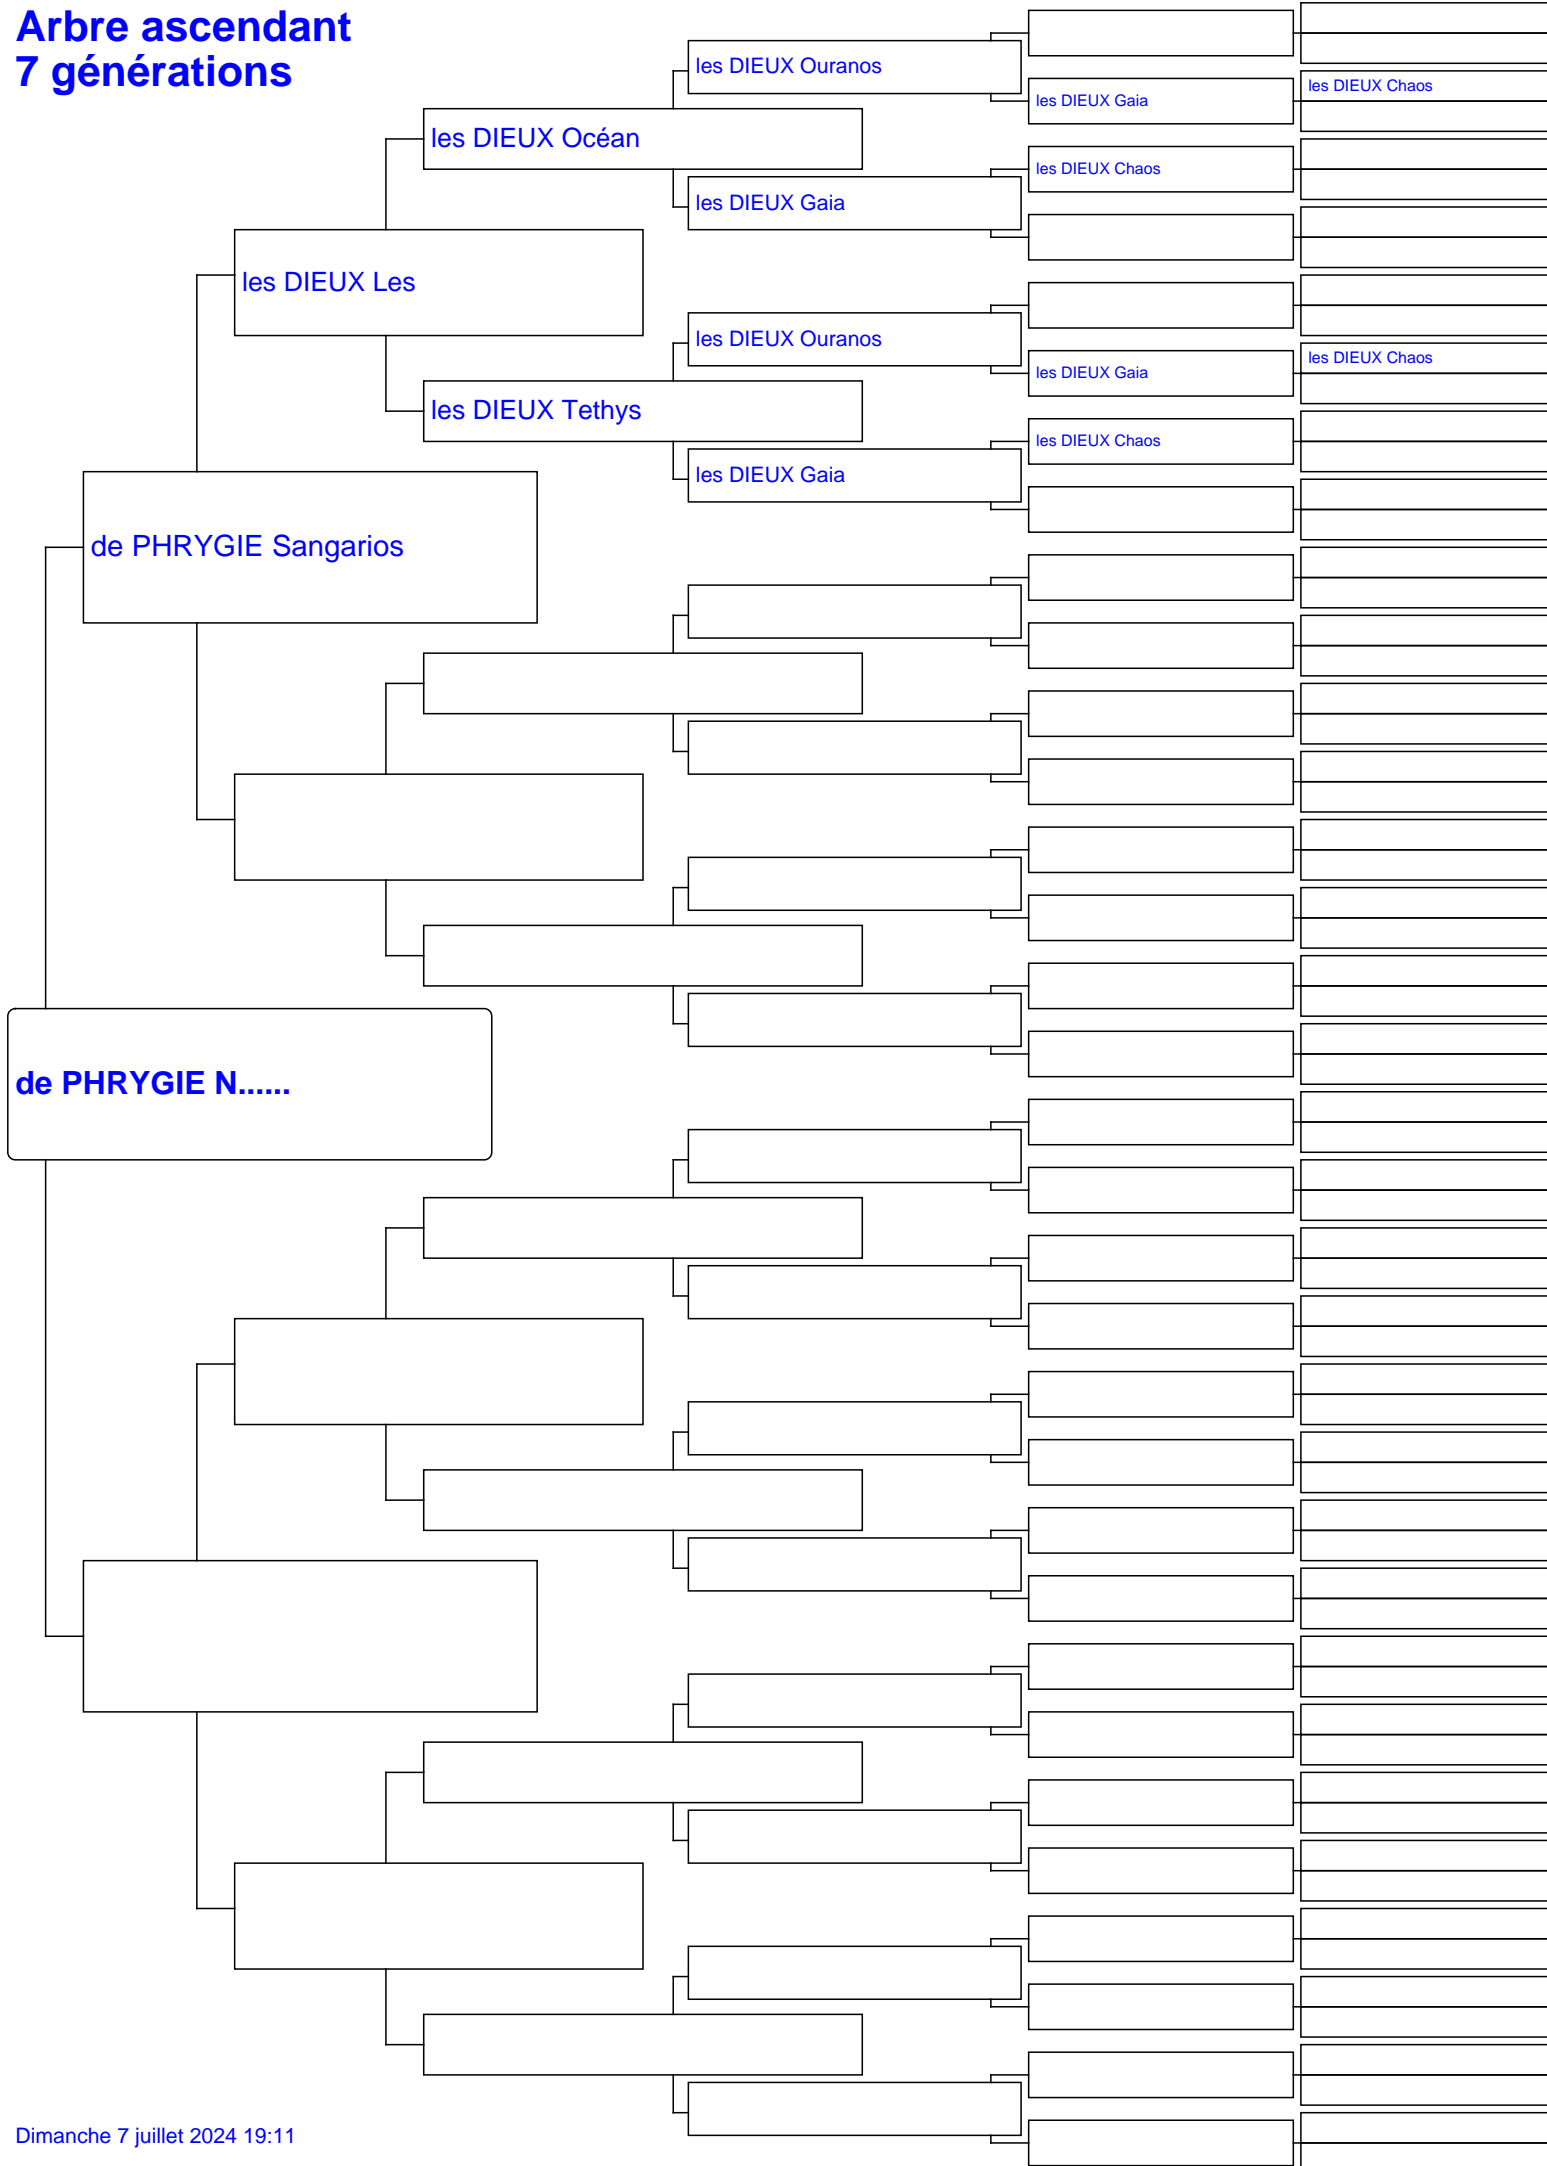 Arbre ascendant
7 générations
les DIEUX Ouranos
les DIEUX Gaia
les DIEUX Chaos
les DIEUX Océan
les DIEUX Chaos
les DIEUX Gaia
les DIEUX Les
les DIEUX Ouranos
les DIEUX Gaia
les DIEUX Chaos
les DIEUX Tethys
les DIEUX Chaos
les DIEUX Gaia
de PHRYGIE Sangarios
de PHRYGIE N......
Dimanche 7 juillet 2024 19:11